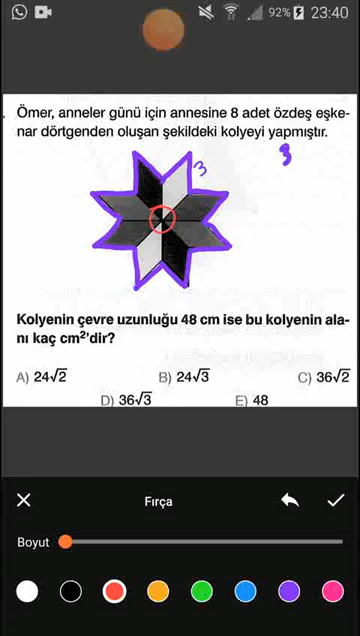 92% 23:40
Ömer, anneler günü için annesine 8 adet özdeş eşke-
nar dörtgenden oluşan şekildeki kolyeyi yapmıştır.
3
8
Kolyenin çevre uzunluğu 48 cm ise bu kolyenin ala-
nı kaç cm²'dir?
A) 24√2 B) 24√3 C) 36√2
D) 36√3 E) 48
Fırça
Boyut